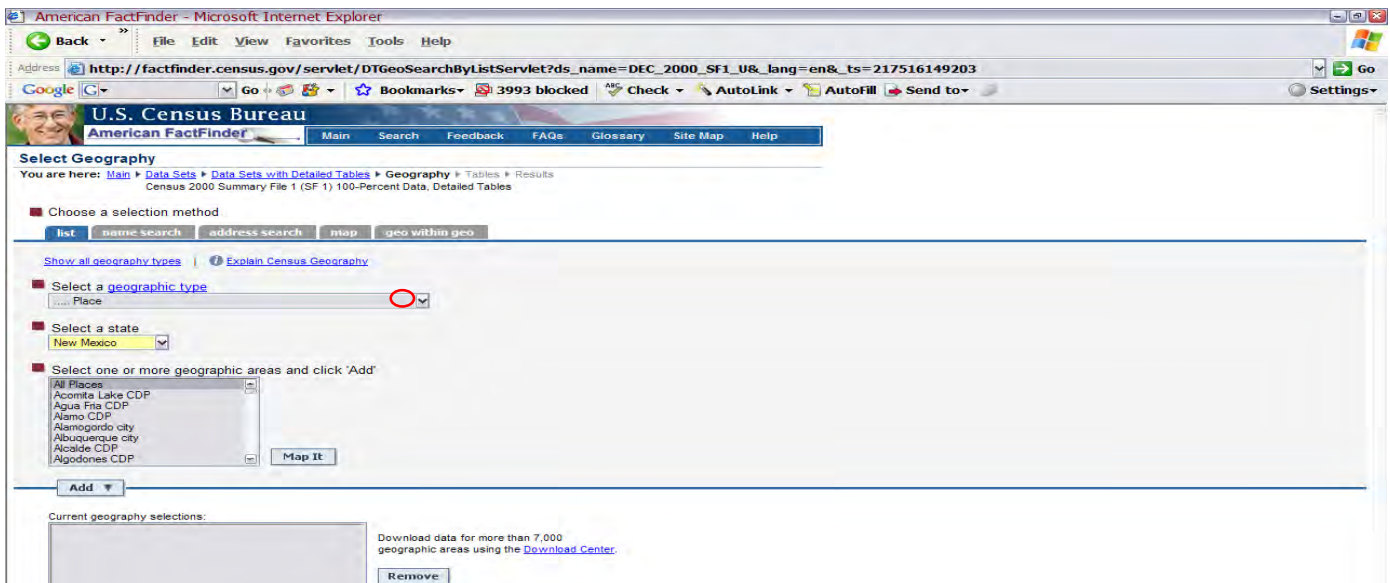 American FactFinder - Microsoft Internet Explorer
Back » File Edit View Favorites Tools Help
Address http://factfinder.census.gov/servlet/DTGeoSearchByListServlet?ds_name=DEC_2000_SF1_U&_lang=en&_ts=217516149203 Go
Google G Go Bookmarks 3993 blocked ABC Check AutoLink AutoFill Send to Settings
U.S. Census Bureau
American FactFinder Main Search Feedback FAQs Glossary Site Map Help
Select Geography
You are here: Main Data Sets Data Sets with Detailed Tables Geography Tables Results
Census 2000 Summary File 1 (SF 1) 100-Percent Data, Detailed Tables
Choose a selection method
list name search address search map geo within geo
Show all geography types | Explain Census Geography
Select a geographic type
..... Place
Select a state
New Mexico
Select one or more geographic areas and click 'Add'
All Places
Acomita Lake CDP
Agua Fria CDP
Alamo CDP
Alamogordo city
Albuquerque city
Alcalde CDP
Algodones CDP
Map It
Add
Current geography selections:
Download data for more than 7,000
geographic areas using the Download Center.
Remove